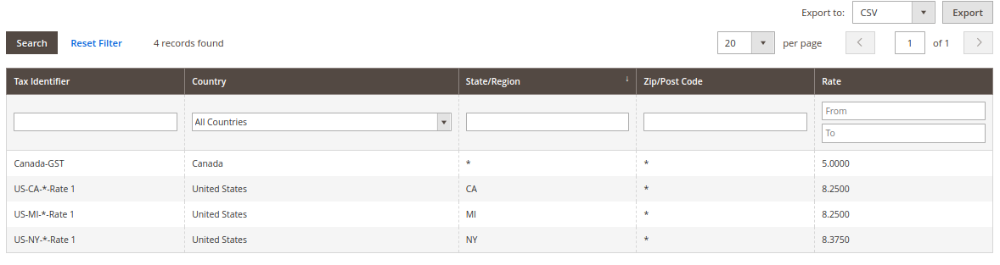 Export to: CSV Export
Search Reset Filter 4 records found 20 per page 1 of 1
Tax Identifier Country State/Region ↓ Zip/Post Code Rate
All Countries From
To
Canada-GST Canada * * 5.0000
US-CA-*-Rate 1 United States CA * 8.2500
US-MI-*-Rate 1 United States MI * 8.2500
US-NY-*-Rate 1 United States NY * 8.3750